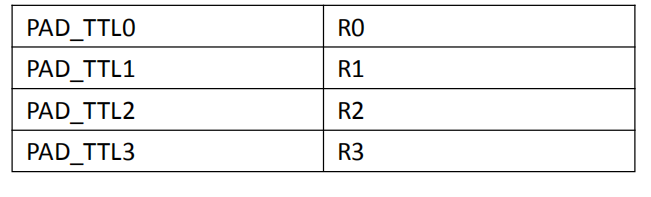 PAD_TTL0 R0
PAD_TTL1 R1
PAD_TTL2 R2
PAD_TTL3 R3